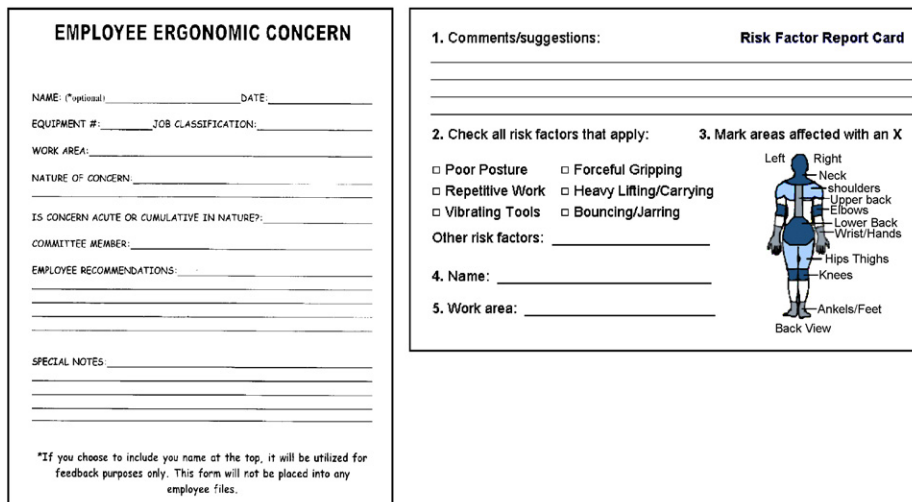 EMPLOYEE ERGONOMIC CONCERN
NAME: (*optional) DATE:
EQUIPMENT #: JOB CLASSIFICATION:
WORK AREA:
NATURE OF CONCERN:
IS CONCERN ACUTE OR CUMULATIVE IN NATURE?:
COMMITTEE MEMBER:
EMPLOYEE RECOMMENDATIONS:
SPECIAL NOTES:
*If you choose to include you name at the top, it will be utilized for
feedback purposes only. This form will not be placed into any
employee files.
1. Comments/suggestions: Risk Factor Report Card
2. Check all risk factors that apply:
□ Poor Posture □ Forceful Gripping
□ Repetitive Work □ Heavy Lifting/Carrying
□ Vibrating Tools □ Bouncing/Jarring
Other risk factors:
3. Mark areas affected with an X
Left Right
Neck
shoulders
Upper back
Elbows
Lower Back
Wrist/Hands
Hips Thighs
Knees
Ankels/Feet
Back View
4. Name:
5. Work area: